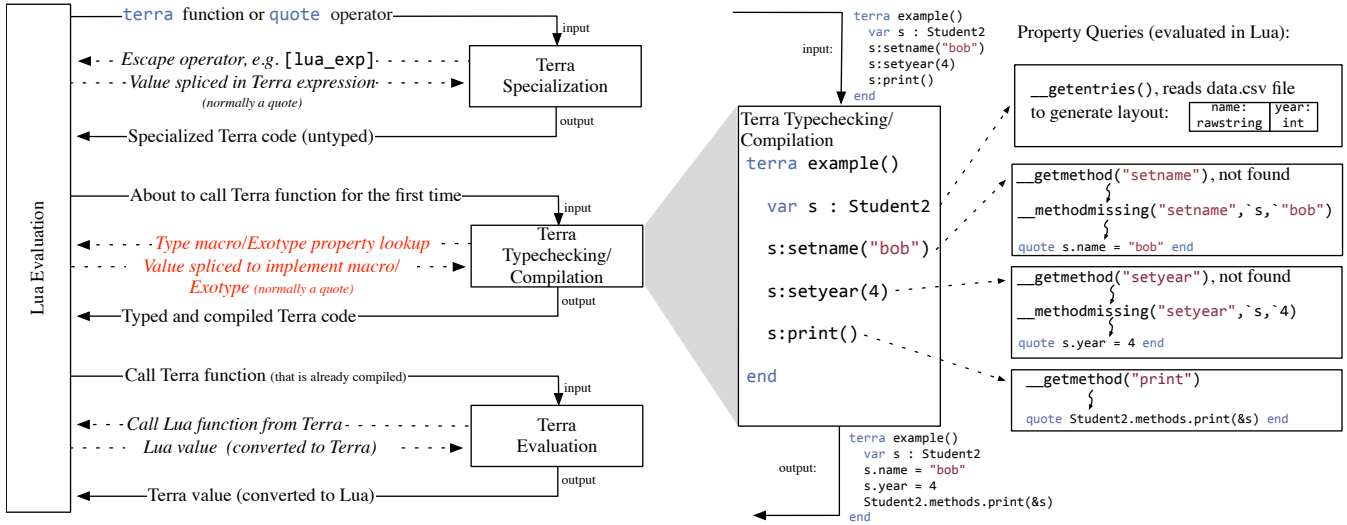 Lua Evaluation
terra function or quote operator
input
Escape operator, e.g. [lua_exp]
Value spliced in Terra expression
(normally a quote)
Terra
Specialization
output
Specialized Terra code (untyped)
About to call Terra function for the first time
input
Type macro/Exotype property lookup
Value spliced to implement macro/
Exotype (normally a quote)
Terra
Typechecking/
Compilation
output
Typed and compiled Terra code
Call Terra function (that is already compiled)
input
Call Lua function from Terra
Lua value (converted to Terra)
Terra
Evaluation
output
Terra value (converted to Lua)
input:
terra example()
var s : Student2
s:setname("bob")
s:setyear(4)
s:print()
end
Terra Typechecking/
Compilation
terra example()
var s : Student2
s:setname("bob")
s:setyear(4)
s:print()
end
output:
terra example()
var s : Student2
s.name = "bob"
s.year = 4
Student2.methods.print(&s)
end
Property Queries (evaluated in Lua):
__getentries(), reads data.csv file
to generate layout:
name:
rawstring
year:
int
__getmethod("setname"), not found
__methodmissing("setname",`s,`"bob")
quote s.name = "bob" end
__getmethod("setyear"), not found
__methodmissing("setyear",`s,`4)
quote s.year = 4 end
__getmethod("print")
quote Student2.methods.print(&s) end